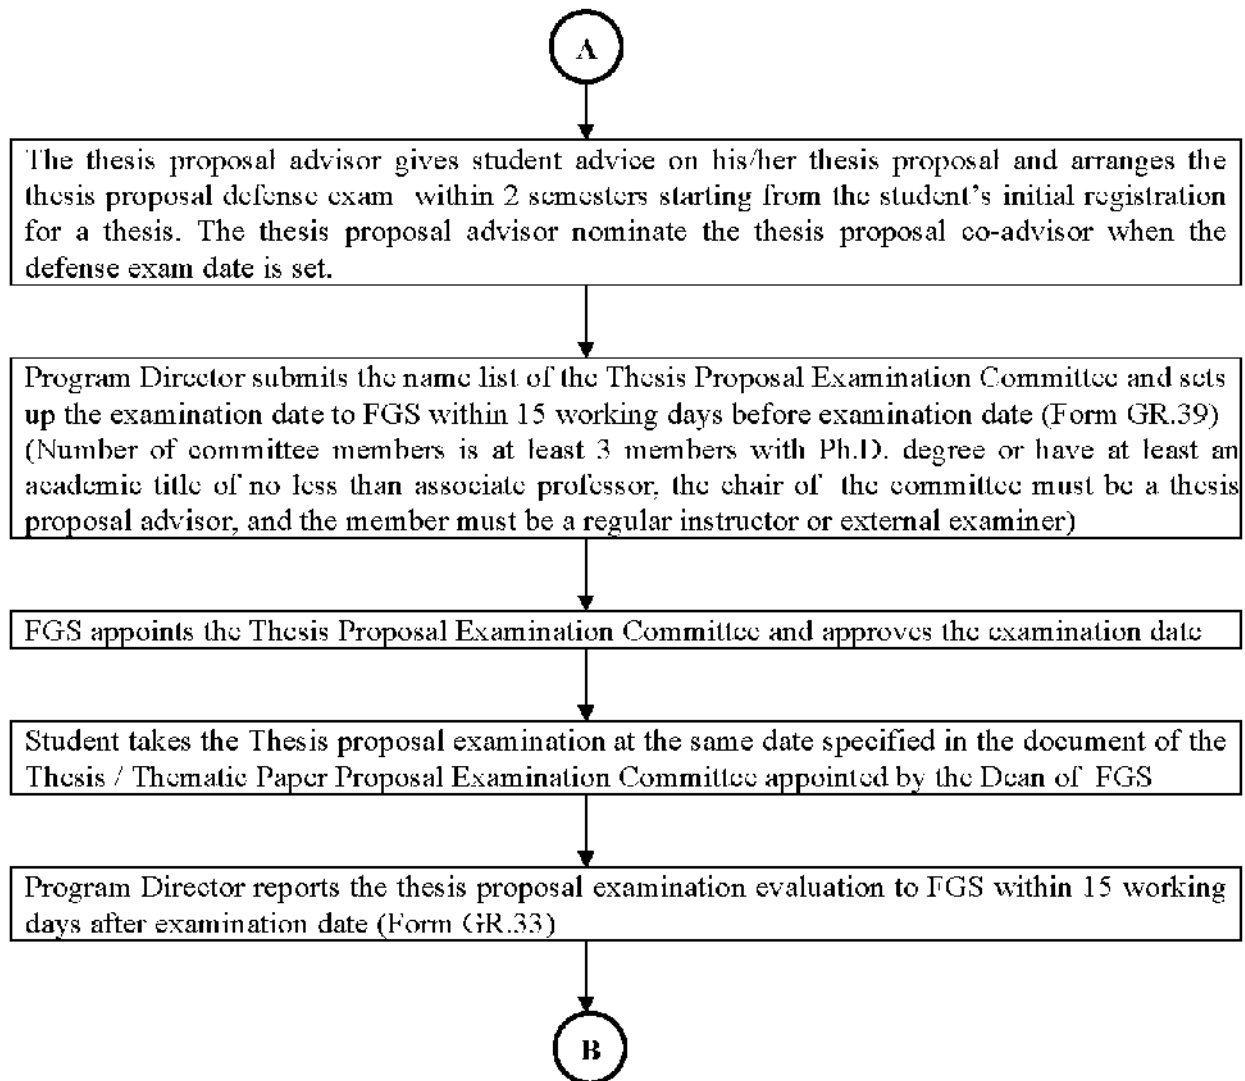 A
The thesis proposal advisor gives student advice on his/her thesis proposal and arranges the
thesis proposal defense exam within 2 semesters starting from the student's initial registration
for a thesis. The thesis proposal advisor nominate the thesis proposal co-advisor when the
defense exam date is set.
Program Director submits the name list of the Thesis Proposal Examination Committee and sets
up the examination date to FGS within 15 working days before examination date (Form GR.39)
(Number of committee members is at least 3 members with Ph.D. degree or have at least an
academic title of no less than associate professor, the chair of the committee must be a thesis
proposal advisor, and the member must be a regular instructor or external examiner)
FGS appoints the Thesis Proposal Examination Committee and approves the examination date
Student takes the Thesis proposal examination at the same date specified in the document of the
Thesis / Thematic Paper Proposal Examination Committee appointed by the Dean of FGS
Program Director reports the thesis proposal examination evaluation to FGS within 15 working
days after examination date (Form GR.33)
B